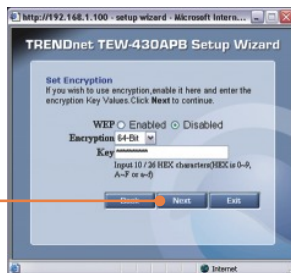 http://192.168.1.100 - setup wizard - Microsoft Intern...
TRENDnet TEW-430APB Setup Wizard
Set Encryption
If you wish to use encryption,enable it here and enter the
encryption Key Values.Click Next to continue.
WEP Enabled Disabled
Encryption 64-Bit
Key **********
Input 10 / 26 HEX characters(HEX is 0~9,
A~F or a~f)
Back Next Exit
Internet